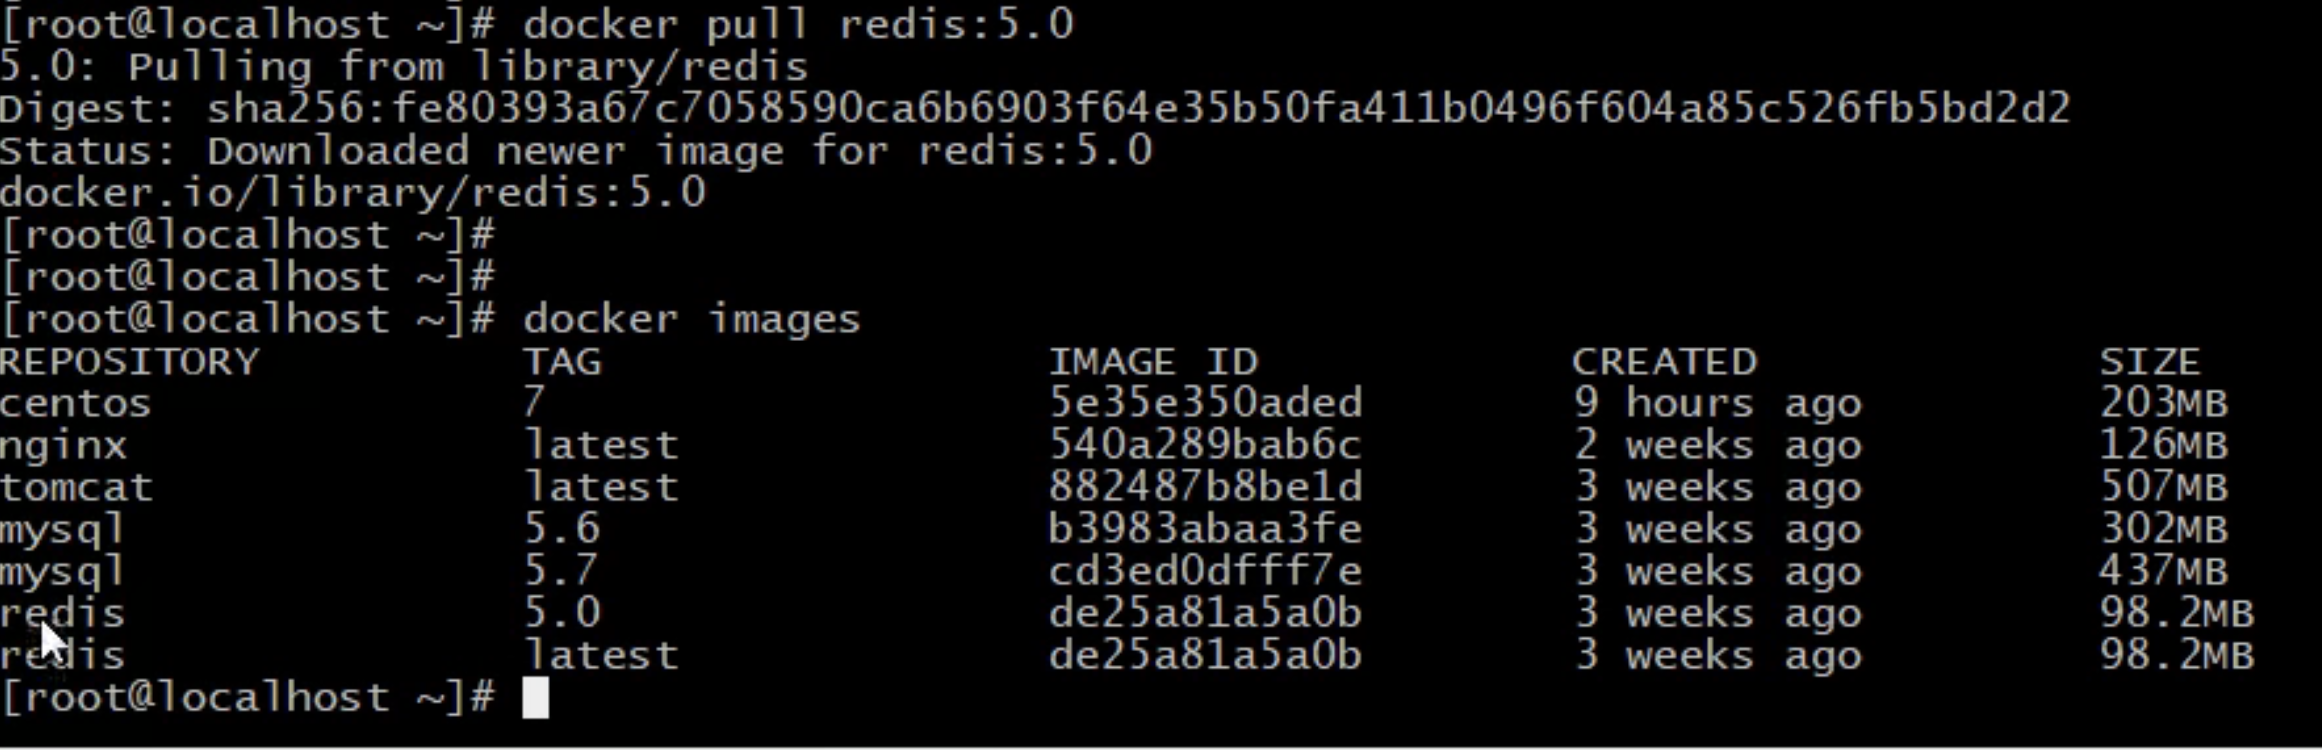 [root@localhost ~]# docker pull redis:5.0
5.0: Pulling from library/redis
Digest: sha256:fe80393a67c7058590ca6b6903f64e35b50fa411b0496f604a85c526fb5bd2d2
Status: Downloaded newer image for redis:5.0
docker.io/library/redis:5.0
[root@localhost ~]#
[root@localhost ~]#
[root@localhost ~]# docker images
REPOSITORY TAG IMAGE ID CREATED SIZE
centos 7 5e35e350aded 9 hours ago 203MB
nginx latest 540a289bab6c 2 weeks ago 126MB
tomcat latest 882487b8be1d 3 weeks ago 507MB
mysql 5.6 b3983abaa3fe 3 weeks ago 302MB
mysql 5.7 cd3ed0dfff7e 3 weeks ago 437MB
redis 5.0 de25a81a5a0b 3 weeks ago 98.2MB
redis latest de25a81a5a0b 3 weeks ago 98.2MB
[root@localhost ~]#